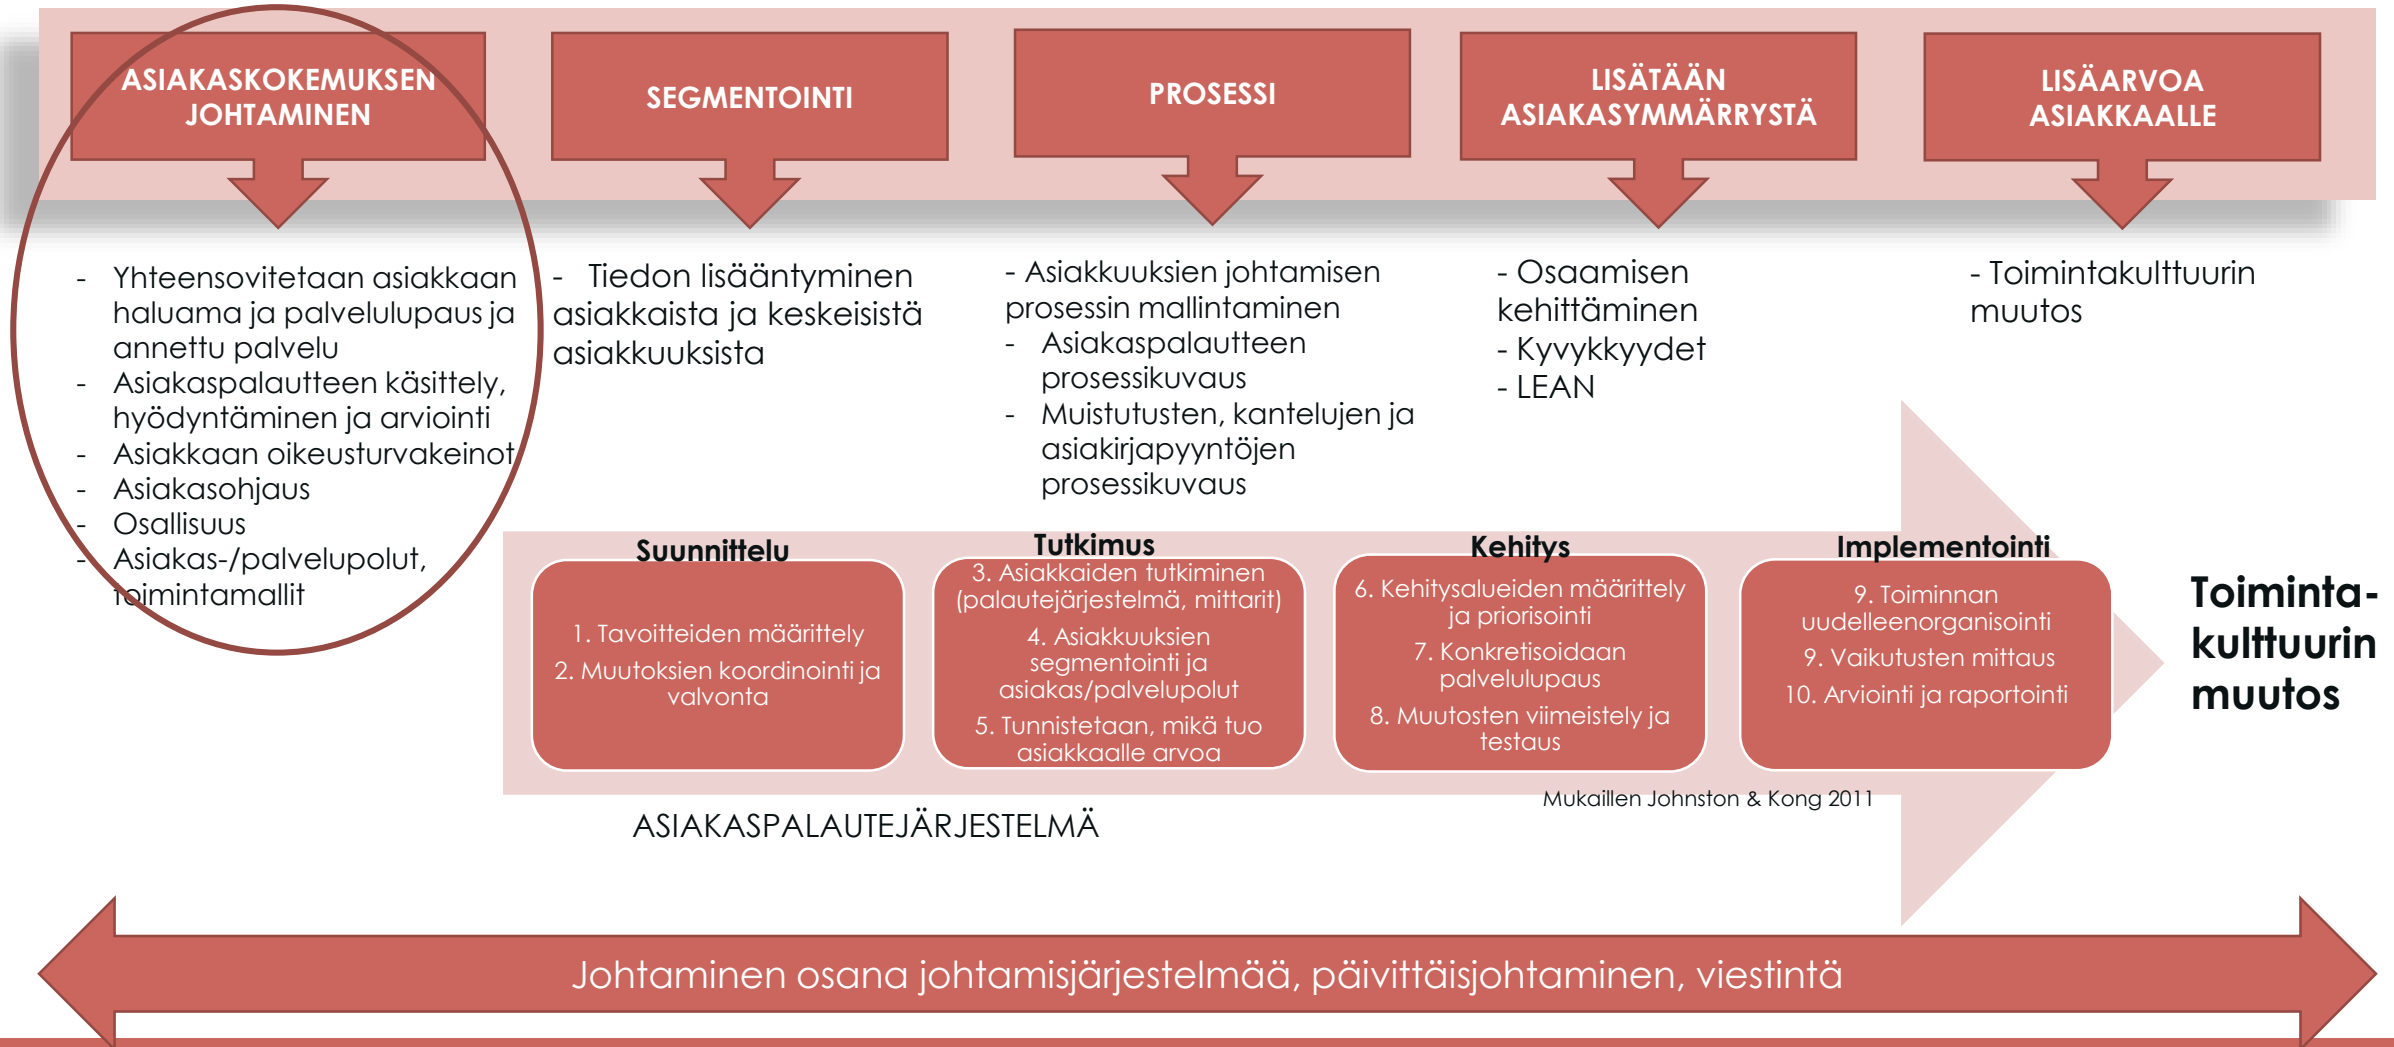 ASIAKASKOKEMUKSEN
JOHTAMINEN
SEGMENTOINTI
PROSESSI
LISÄTÄÄN
ASIAKASYMMÄRRYSTÄ
LISÄARVOA
ASIAKKAALLE
- Yhteensovitetaan asiakkaan
haluama ja palvelulupaus ja
annettu palvelu
- Asiakaspalautteen käsittely,
hyödyntäminen ja arviointi
- Asiakkaan oikeusturvakeinot
- Asiakasohjaus
- Osallisuus
- Asiakas-/palvelupolut,
toimintamallit
- Tiedon lisääntyminen
asiakkaista ja keskeisistä
asiakkuuksista
- Asiakkuuksien johtamisen
prosessin mallintaminen
- Asiakaspalautteen
prosessikuvaus
- Muistutusten, kantelujen ja
asiakirjapyyntöjen
prosessikuvaus
- Osaamisen
kehittäminen
- Kyvykkyydet
- LEAN
- Toimintakulttuurin
muutos
Suunnittelu
1. Tavoitteiden määrittely
2. Muutoksien koordinointi ja
valvonta
Tutkimus
3. Asiakkaiden tutkiminen
(palautejärjestelmä, mittarit)
4. Asiakkuuksien
segmentointi ja
asiakas/palvelupolut
5. Tunnistetaan, mikä tuo
asiakkaalle arvoa
Kehitys
6. Kehitysalueiden määrittely
ja priorisointi
7. Konkretisoidaan
palvelulupaus
8. Muutosten viimeistely ja
testaus
Implementointi
9. Toiminnan
uudelleenorganisointi
9. Vaikutusten mittaus
10. Arviointi ja raportointi
Toiminta-
kulttuurin
muutos
Mukaillen Johnston & Kong 2011
ASIAKASPALAUTEJÄRJESTELMÄ
Johtaminen osana johtamisjärjestelmää, päivittäisjohtaminen, viestintä